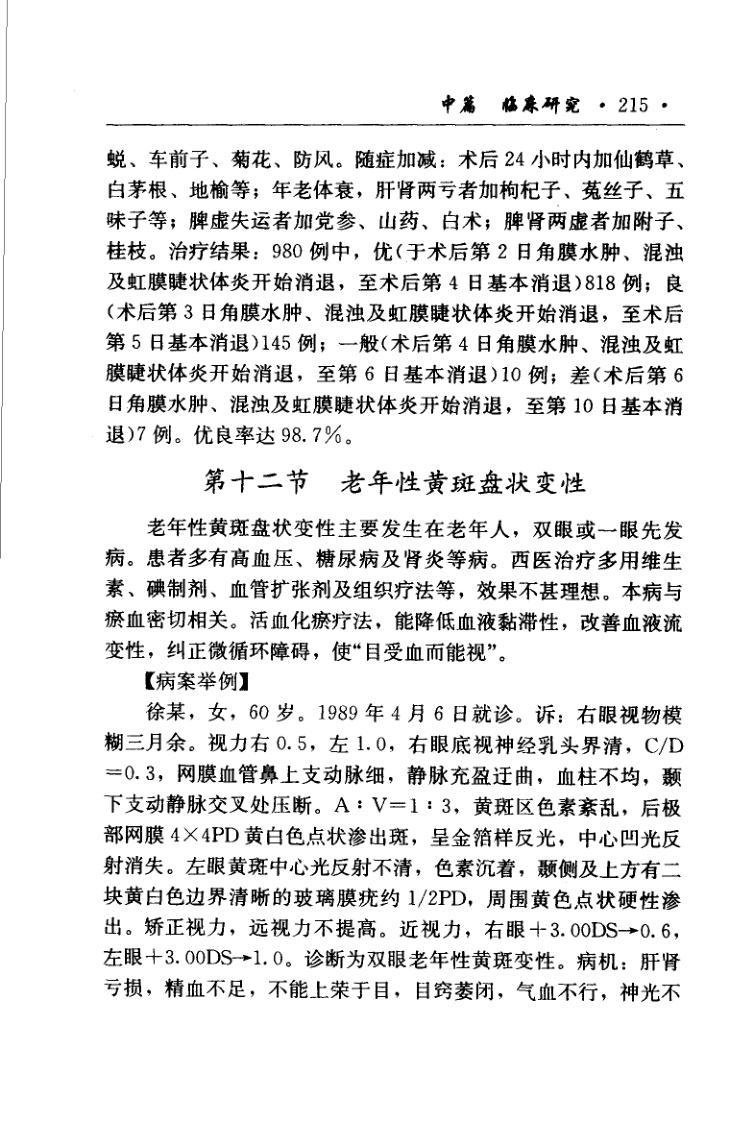 中篇 临床研究 · 215 ·
蜕、车前子、菊花、防风。随症加减：术后 24 小时内加仙鹤草、
白茅根、地榆等；年老体衰，肝肾两亏者加枸杞子、菟丝子、五
味子等；脾虚失运者加党参、山药、白术；脾肾两虚者加附子、
桂枝。治疗结果：980 例中，优(于术后第 2 日角膜水肿、混浊
及虹膜睫状体炎开始消退，至术后第 4 日基本消退)818 例；良
(术后第 3 日角膜水肿、混浊及虹膜睫状体炎开始消退，至术后
第 5 日基本消退)145 例；一般(术后第 4 日角膜水肿、混浊及虹
膜睫状体炎开始消退，至第 6 日基本消退)10 例；差(术后第 6
日角膜水肿、混浊及虹膜睫状体炎开始消退，至第 10 日基本消
退)7 例。优良率达 98.7%。
第十二节 老年性黄斑盘状变性
老年性黄斑盘状变性主要发生在老年人，双眼或一眼先发
病。患者多有高血压、糖尿病及肾炎等病。西医治疗多用维生
素、碘制剂、血管扩张剂及组织疗法等，效果不甚理想。本病与
瘀血密切相关。活血化瘀疗法，能降低血液黏滞性，改善血液流
变性，纠正微循环障碍，使“目受血而能视”。
【病案举例】
徐某，女，60 岁。1989 年 4 月 6 日就诊。诉：右眼视物模
糊三月余。视力右 0.5，左 1.0，右眼底视神经乳头界清，C/D
=0.3，网膜血管鼻上支动脉细，静脉充盈迂曲，血柱不均，颞
下支动静脉交叉处压断。A：V=1：3，黄斑区色素紊乱，后极
部网膜 4×4PD 黄白色点状渗出斑，呈金箔样反光，中心凹光反
射消失。左眼黄斑中心光反射不清，色素沉着，颞侧及上方有二
块黄白色边界清晰的玻璃膜疣约 1/2PD，周围黄色点状硬性渗
出。矫正视力，远视力不提高。近视力，右眼+3.00DS→0.6，
左眼+3.00DS→1.0。诊断为双眼老年性黄斑变性。病机：肝肾
亏损，精血不足，不能上荣于目，目窍萎闭，气血不行，神光不